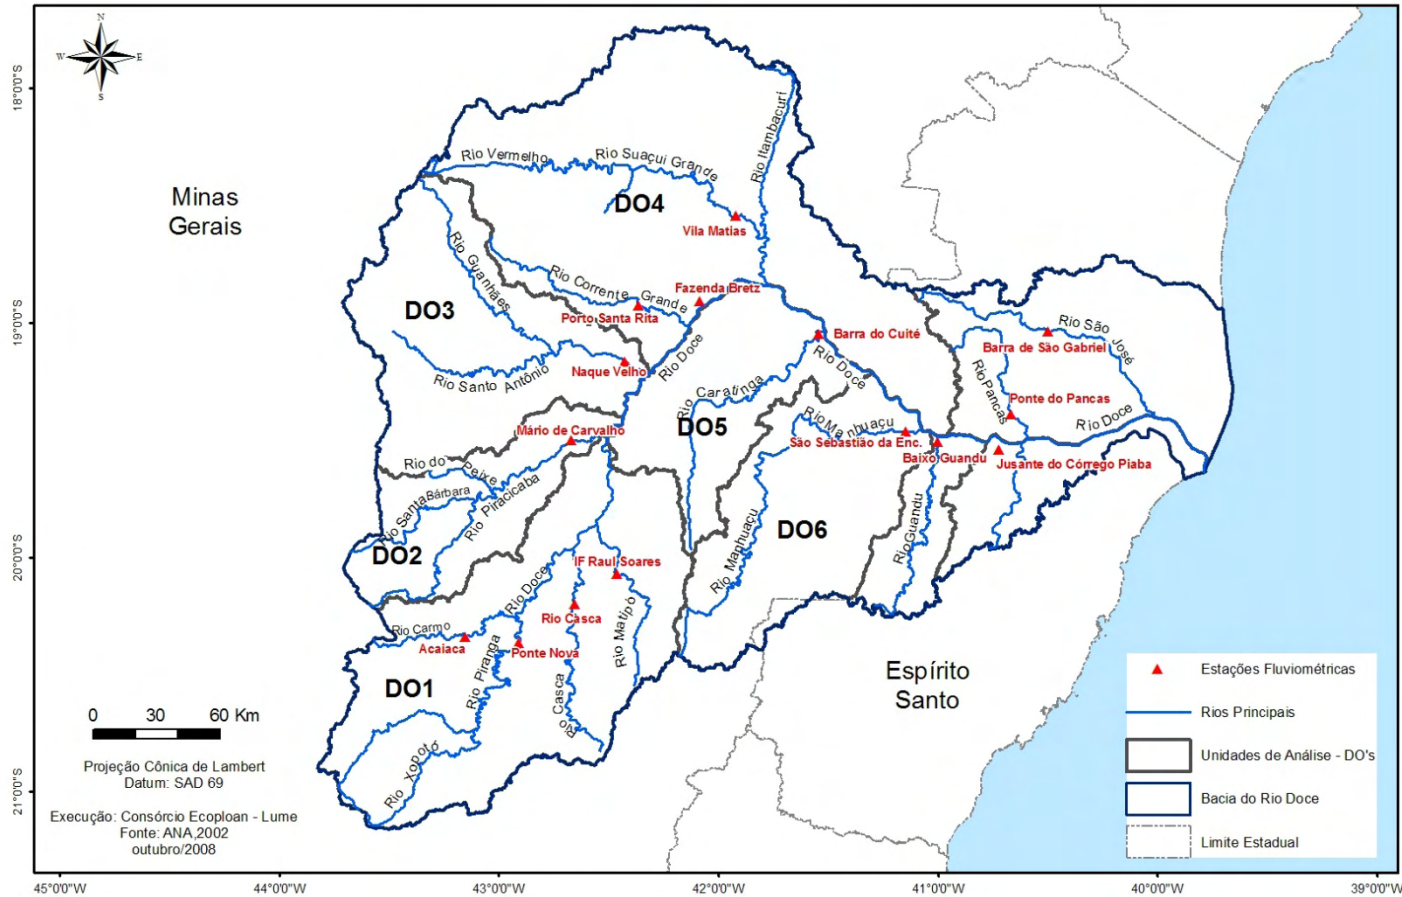 N
W
E
S
18°0'0"S
19°0'0"S
20°0'0"S
21°0'0"S
Minas
Gerais
Rio Vermelho
Rio Suaçuí Grande
Rio Itambacuri
DO4
Vila Matias
Rio Guanhães
DO3
Rio Corrente Grande
Fazenda Bretz
Porto Santa Rita
Rio Doce
Barra do Cuité
Rio Doce
Rio São José
Barra de São Gabriel
Naque Velho
Rio Santo Antônio
Rio Caratinga
Rio Pancas
Ponte do Pancas
Rio Doce
Mário de Carvalho
DO5
Rio Manhuaçu
São Sebastião da Enc.
Baixo Guandu
Jusante do Córrego Piaba
Rio do Peixe
Rio Santa Bárbara
Rio Piracicaba
DO2
DO6
Rio Manhuaçu
Rio Guandu
IF Raul Soares
Rio Doce
Rio Casca
Rio Matipó
Rio Carmo
Acaiaca
Ponte Nova
Rio Piranga
DO1
Rio Casca
Rio Xopotó
Espírito
Santo
0 30 60 Km
Projeção Cônica de Lambert
Datum: SAD 69
Execução: Consórcio Ecoploan - Lume
Fonte: ANA,2002
outubro/2008
Estações Fluviométricas
Rios Principais
Unidades de Análise - DO's
Bacia do Rio Doce
Limite Estadual
45°0'0"W
44°0'0"W
43°0'0"W
42°0'0"W
41°0'0"W
40°0'0"W
39°0'0"W